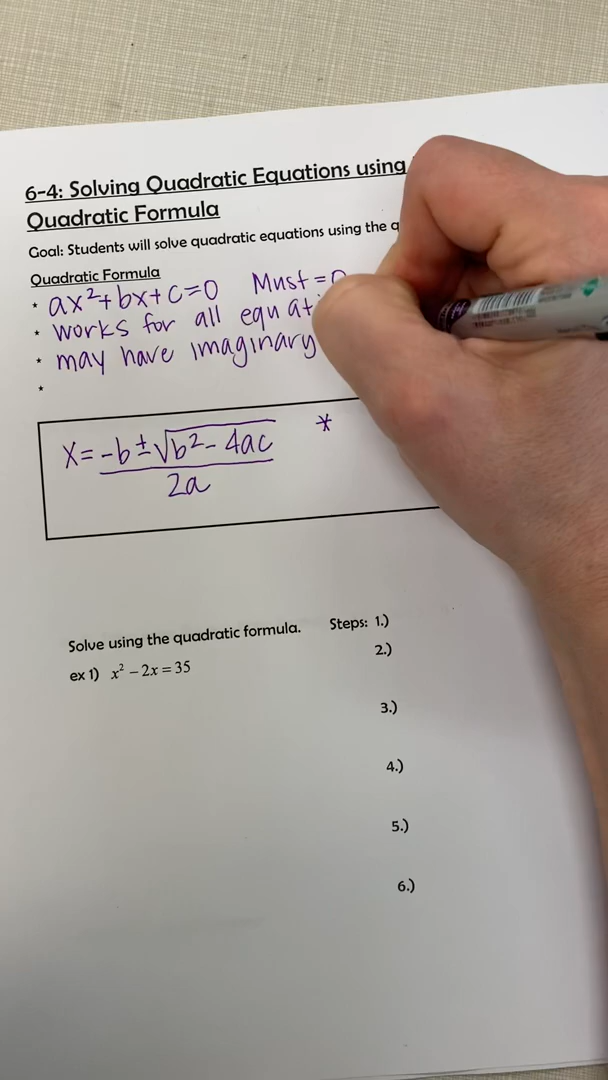 6-4: Solving Quadratic Equations using
Quadratic Formula
Goal: Students will solve quadratic equations using the
Quadratic Formula
* ax²+bx+c=0 Must=0
* works for all
* may have imaginary
*
x= -b±√b²-4ac *
2a
Solve using the quadratic formula. Steps: 1.)
2.)
ex 1) x² – 2x = 35
3.)
4.)
5.)
6.)